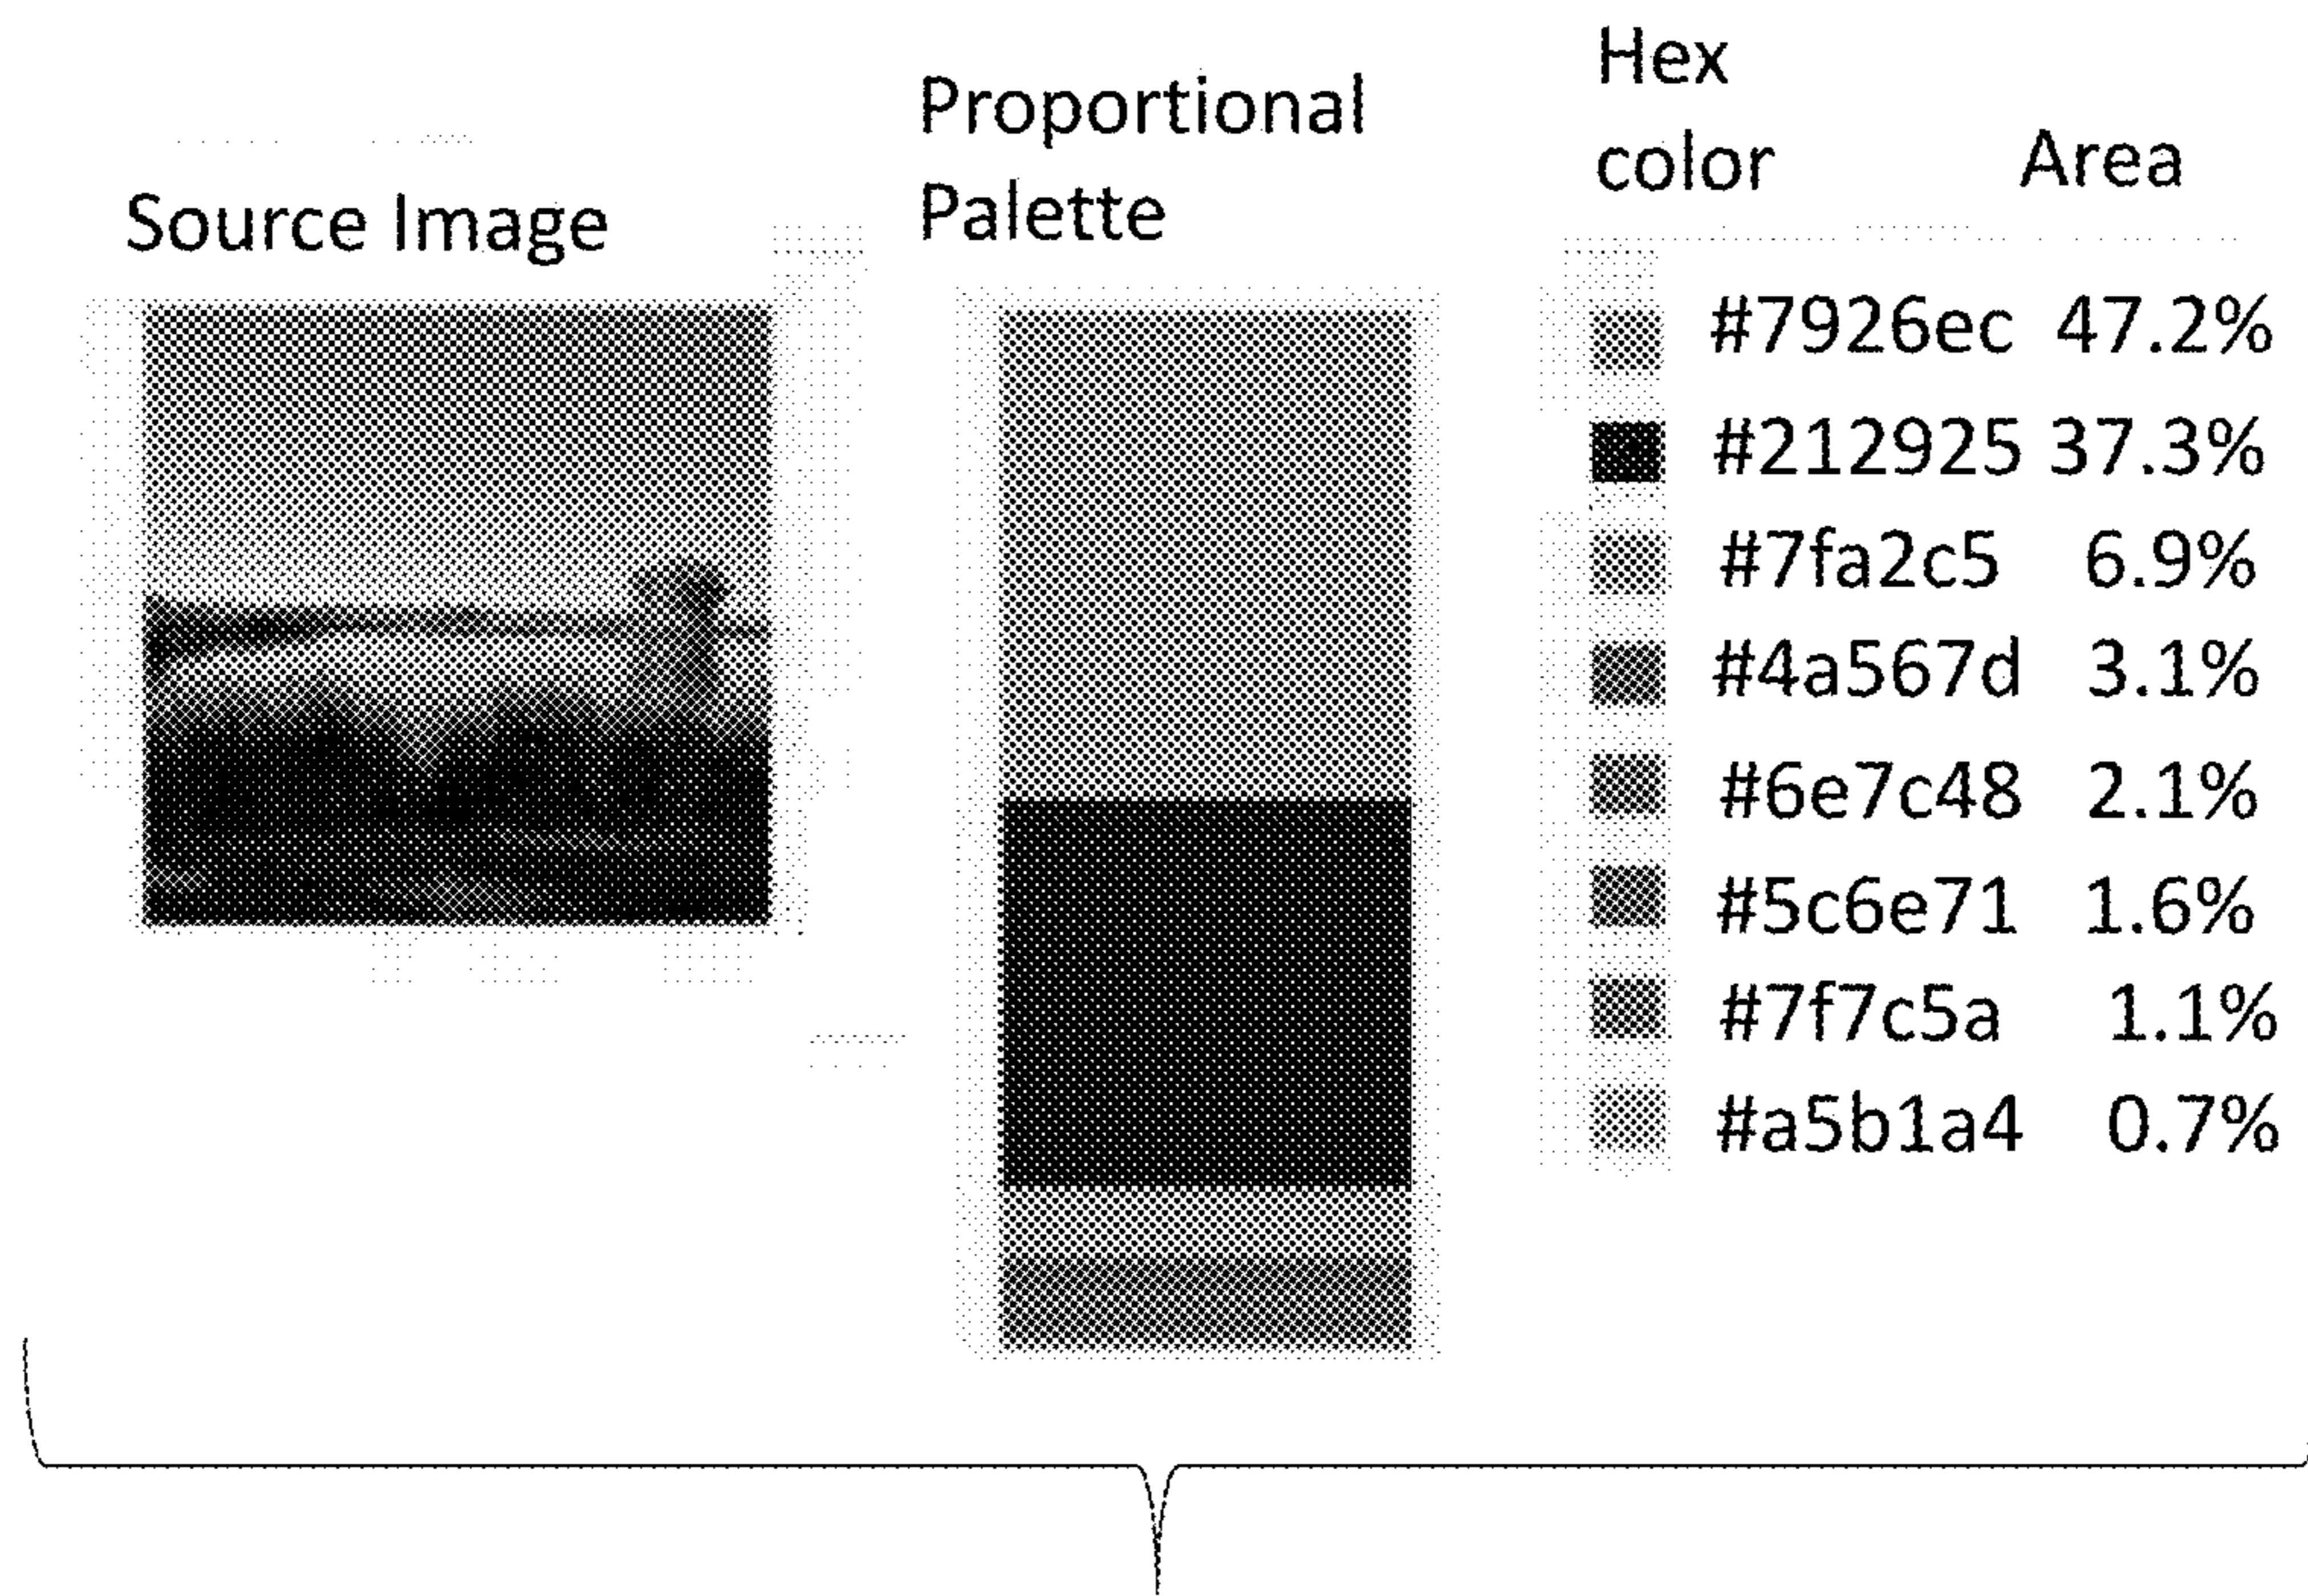 Source Image
Proportional
Palette
Hex
color Area
#7926ec 47.2%
#212925 37.3%
#7fa2c5 6.9%
#4a567d 3.1%
#6e7c48 2.1%
#5c6e71 1.6%
#7f7c5a 1.1%
#a5b1a4 0.7%